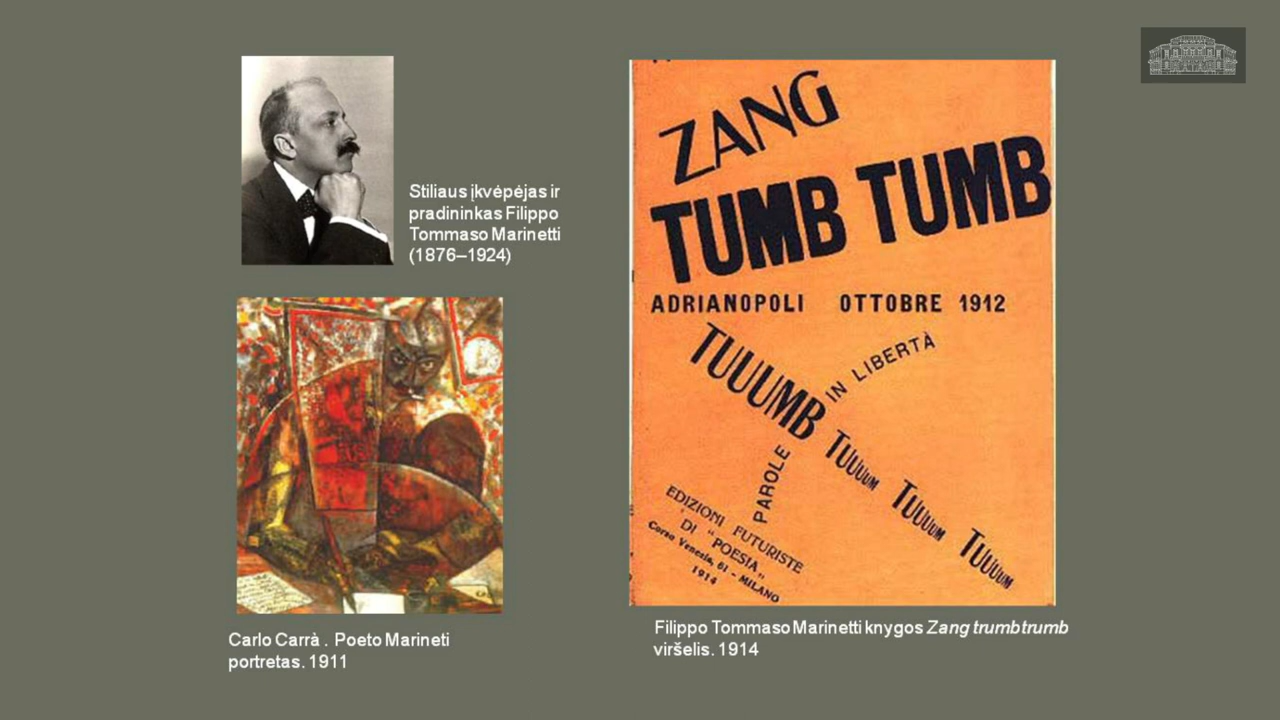 Stiliaus įkvėpėjas ir
pradininkas Filippo
Tommaso Marinetti
(1876–1924)
Carlo Carrà . Poeto Marineti
portretas. 1911
ZANG
TUMB TUMB
ADRIANOPOLI OTTOBRE 1912
TUUUMB
IN LIBERTÀ
PAROLE
TUUUUM
TUUUUM
TUUUUM
EDIZIONI FUTURISTE
DI "POESIA"
Corso Venezia, 61 - MILANO
1914
Filippo Tommaso Marinetti knygos Zang trumbtrumb
viršelis. 1914